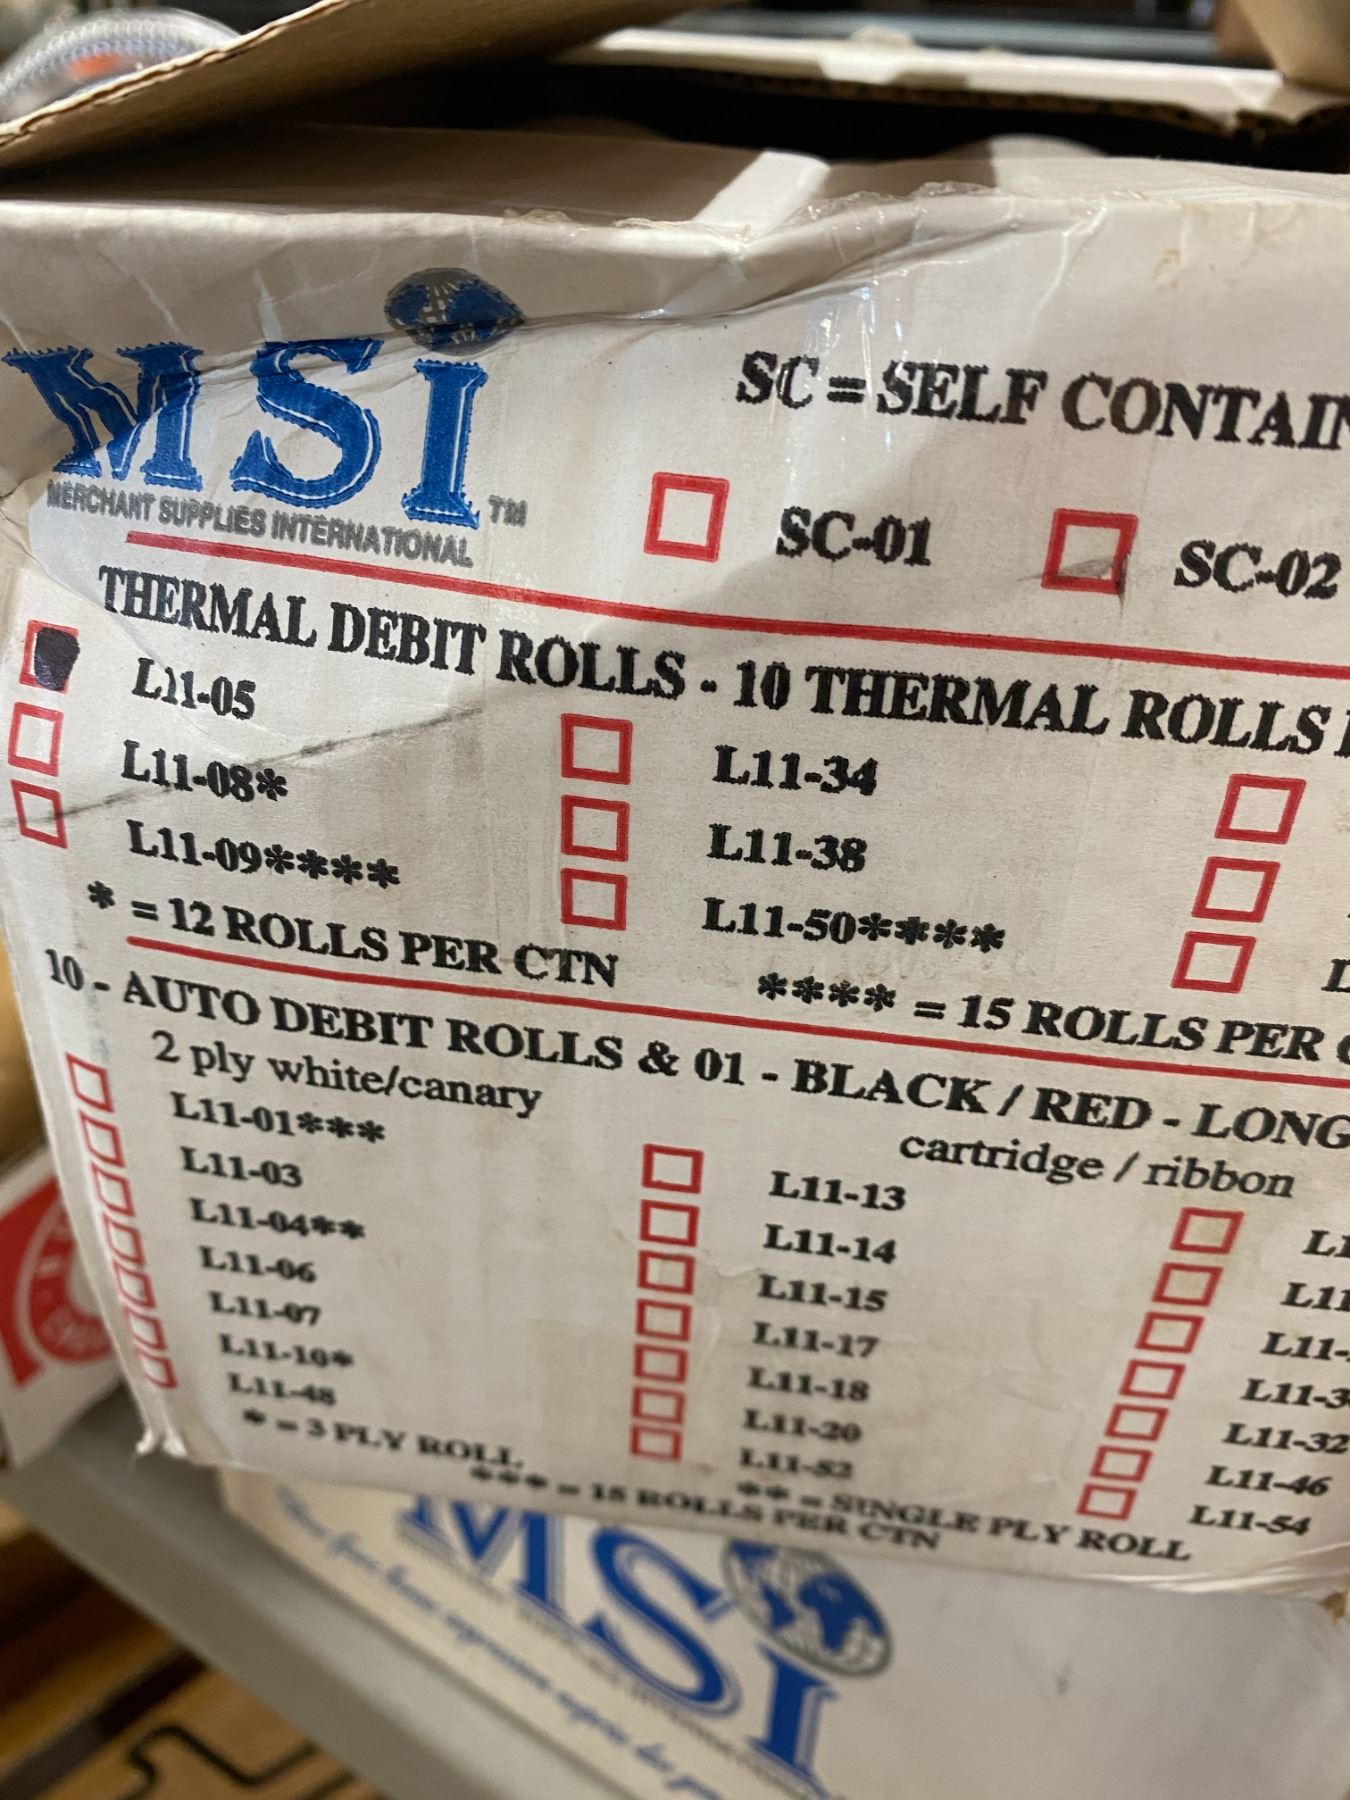 MSi
MERCHANT SUPPLIES INTERNATIONAL TM
SC = SELF CONTAIN
SC-01 SC-02
THERMAL DEBIT ROLLS - 10 THERMAL ROLLS
L11-05
L11-08* L11-34
L11-09**** L11-38
L11-50****
* = 12 ROLLS PER CTN **** = 15 ROLLS PER
10 - AUTO DEBIT ROLLS & 01 - BLACK / RED - LONG
2 ply white/canary cartridge / ribbon
L11-01***
L11-03 L11-13
L11-04** L11-14
L11-06 L11-15
L11-07 L11-17
L11-10* L11-18
L11-48 L11-20 L11-32
L11-52 L11-46
L11-54
* = 3 PLY ROLL ** = SINGLE PLY ROLL
*** = 15 ROLLS PER CTN
MSi